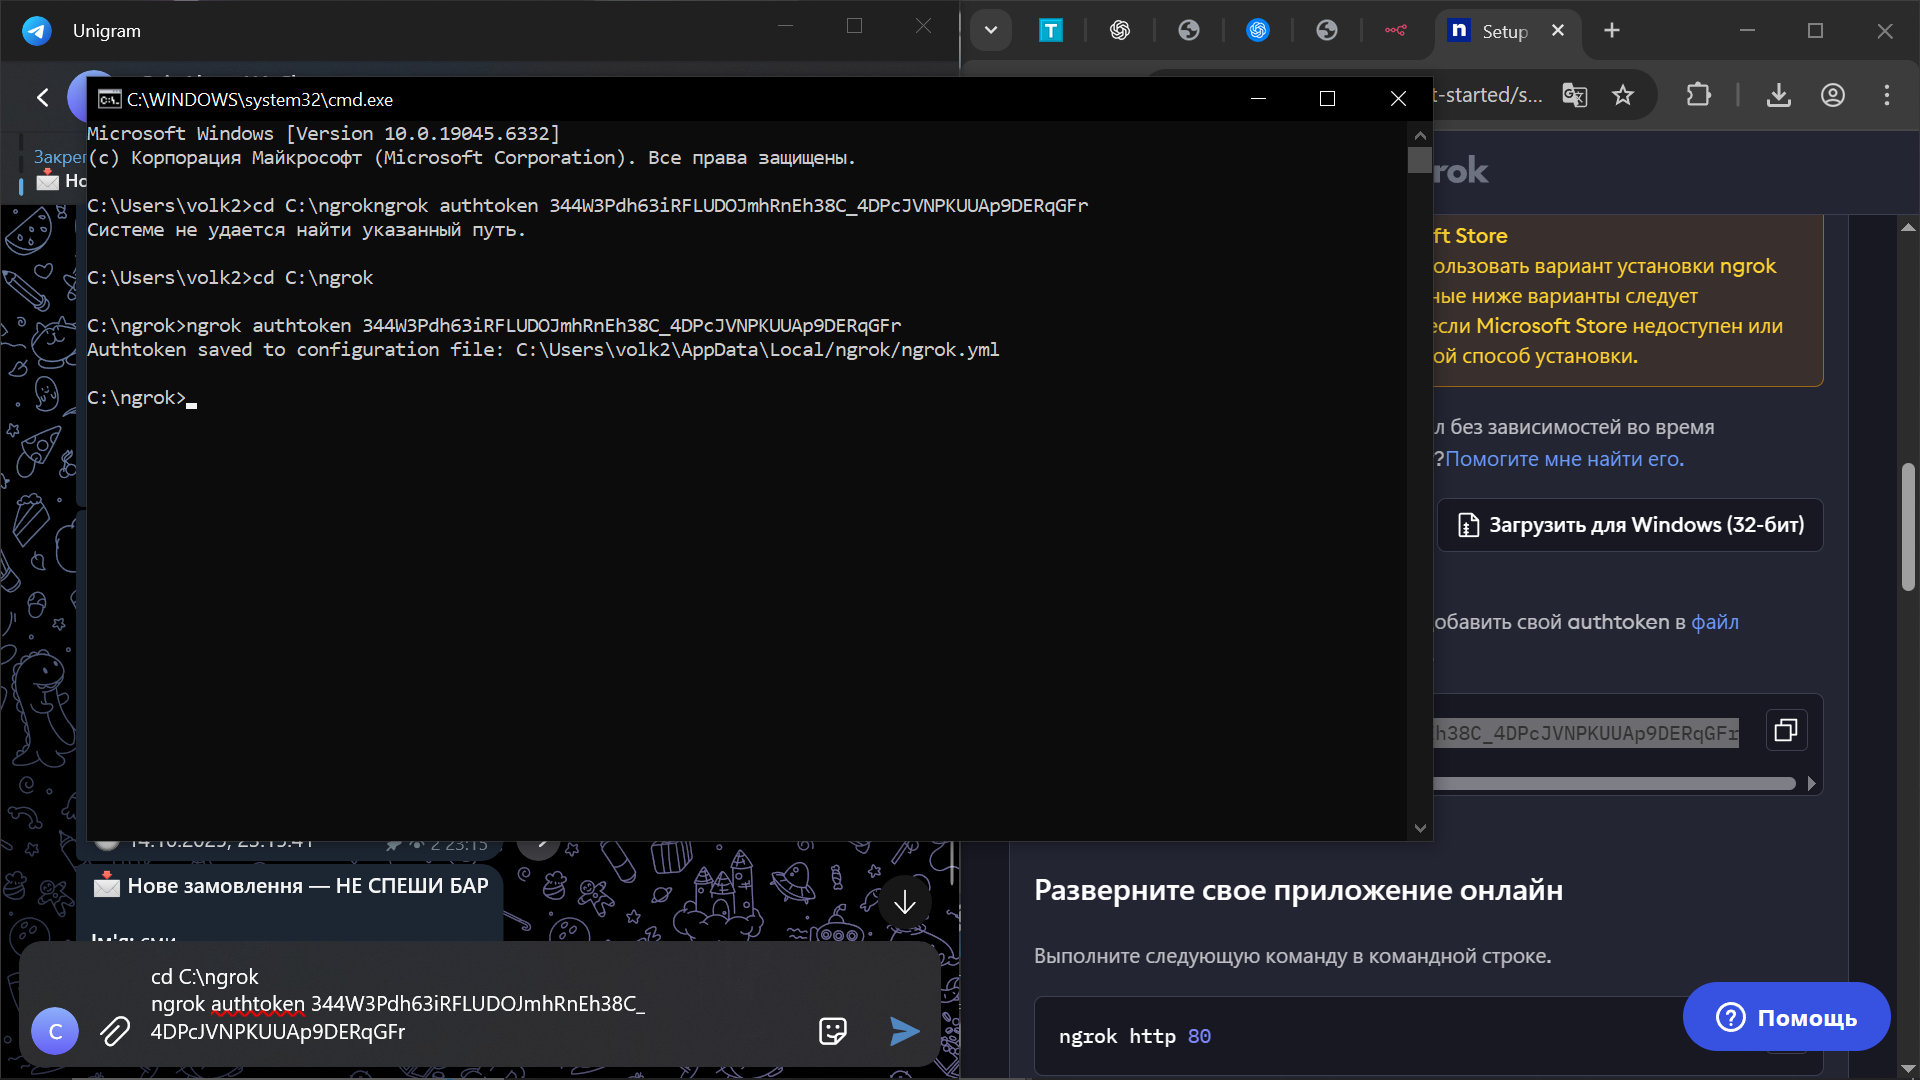 Unigram
Setup
C:\WINDOWS\system32\cmd.exe
t-started/s...
Microsoft Windows [Version 10.0.19045.6332]
(c) Корпорация Майкрософт (Microsoft Corporation). Все права защищены.
C:\Users\volk2>cd C:\ngrokngrok authtoken 344W3Pdh63iRFLUDOJmhRnEh38C_4DPcJVNPKUUAp9DERqGFr
Системе не удается найти указанный путь.
C:\Users\volk2>cd C:\ngrok
C:\ngrok>ngrok authtoken 344W3Pdh63iRFLUDOJmhRnEh38C_4DPcJVNPKUUAp9DERqGFr
Authtoken saved to configuration file: C:\Users\volk2\AppData\Local/ngrok/ngrok.yml
C:\ngrok>
Закре
Но
rok
ft Store
ользовать вариант установки ngrok
ные ниже варианты следует
если Microsoft Store недоступен или
ой способ установки.
л без зависимостей во время
?Помогите мне найти его.
Загрузить для Windows (32-бит)
обавить свой authtoken в файл
h38C_4DPcJVNPKUUAp9DERqGFr
2 23:15
Нове замовлення — НЕ СПЕШИ БАР
cd C:\ngrok
ngrok authtoken 344W3Pdh63iRFLUDOJmhRnEh38C_
4DPcJVNPKUUAp9DERqGFr
C
Разверните свое приложение онлайн
Выполните следующую команду в командной строке.
ngrok http 80
Помощь